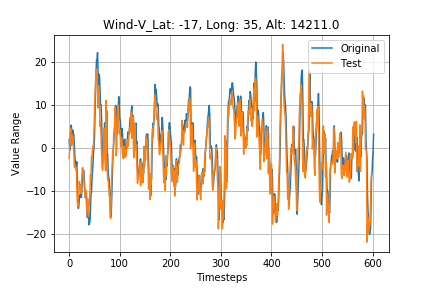 Wind-V_Lat: -17, Long: 35, Alt: 14211.0
Original
Test
Value Range
20
10
0
−10
−20
0 100 200 300 400 500 600
Timesteps